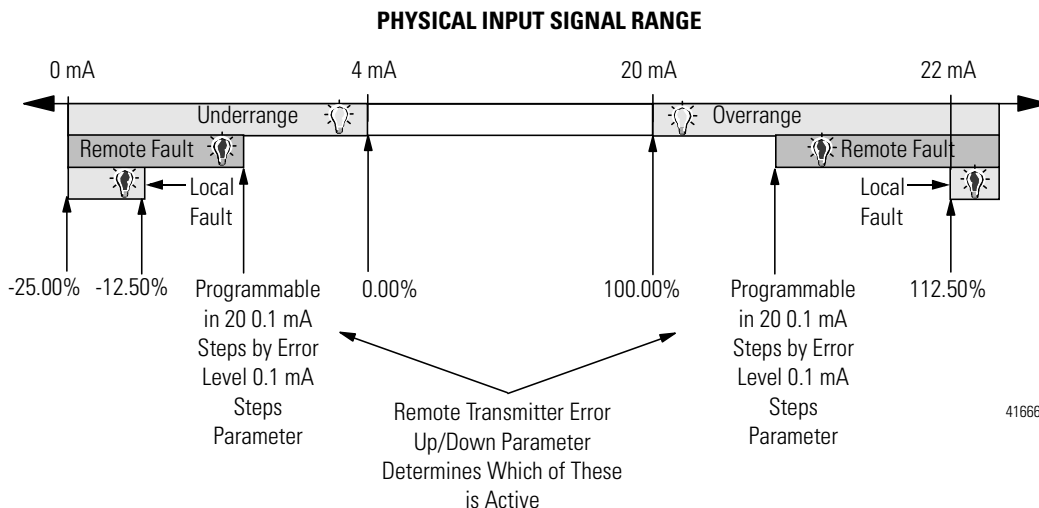 PHYSICAL INPUT SIGNAL RANGE
0 mA
4 mA
20 mA
22 mA
Underrange
Overrange
Remote Fault
Remote Fault
Local
Fault
Local
Fault
-25.00%
-12.50%
Programmable
in 20 0.1 mA
Steps by Error
Level 0.1 mA
Steps
Parameter
0.00%
100.00%
Programmable
in 20 0.1 mA
Steps by Error
Level 0.1 mA
Steps
Parameter
112.50%
Remote Transmitter Error
Up/Down Parameter
Determines Which of These
is Active
41666